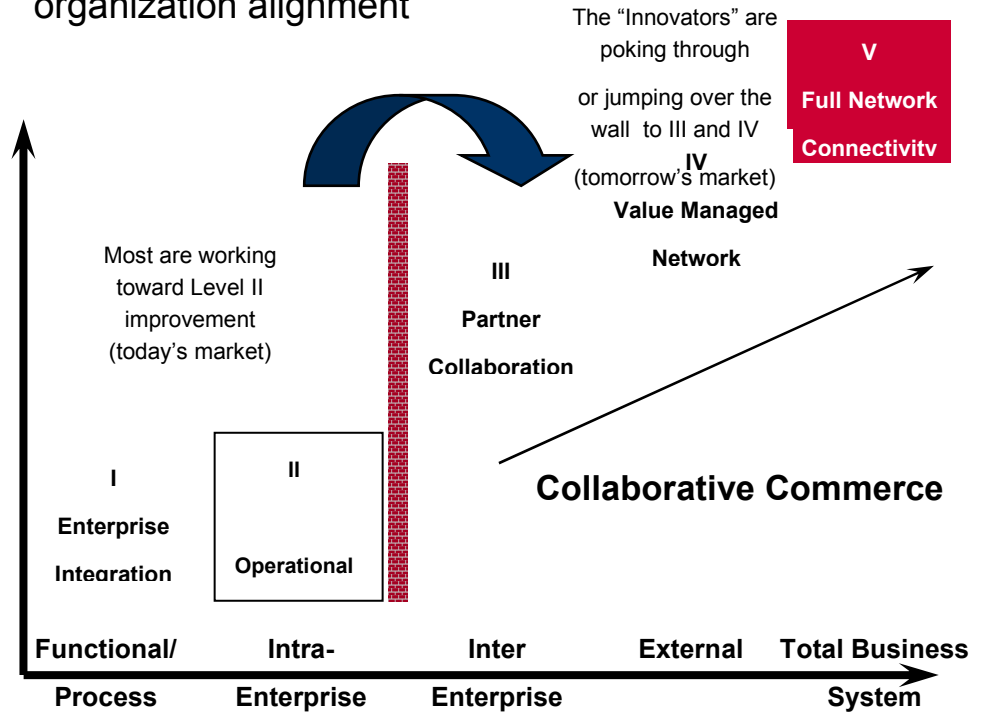 organization alignment
The “Innovators” are
poking through
or jumping over the
wall to III and IV
(tomorrow’s market)
V
Full Network
Connectivity
IV
Value Managed
Network
Most are working
toward Level II
improvement
(today’s market)
III
Partner
Collaboration
I
Enterprise
Integration
II
Operational
Collaborative Commerce
Functional/
Process
Intra-
Enterprise
Inter
Enterprise
External
Total Business
System